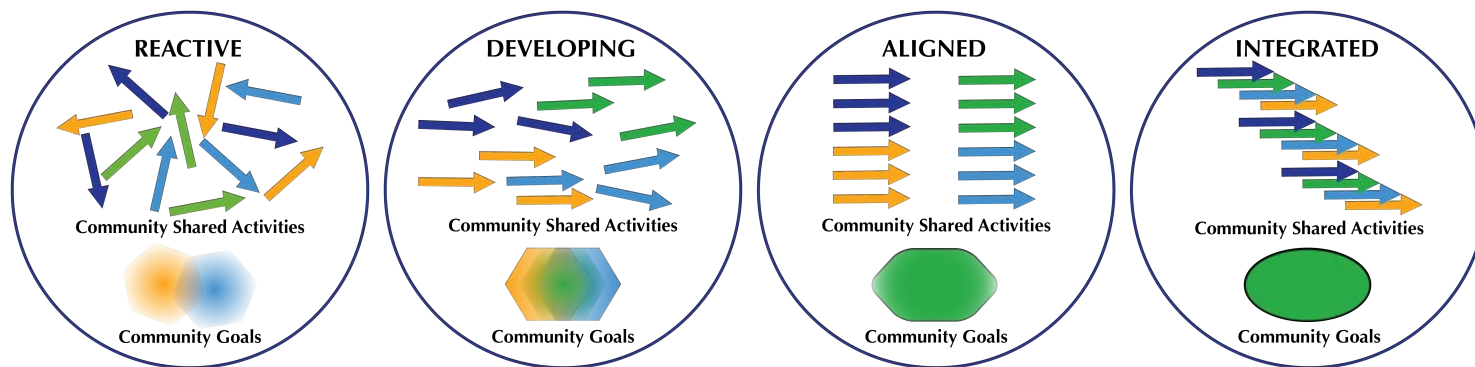 REACTIVE
Community Shared Activities
Community Goals
DEVELOPING
Community Shared Activities
Community Goals
ALIGNED
Community Shared Activities
Community Goals
INTEGRATED
Community Shared Activities
Community Goals